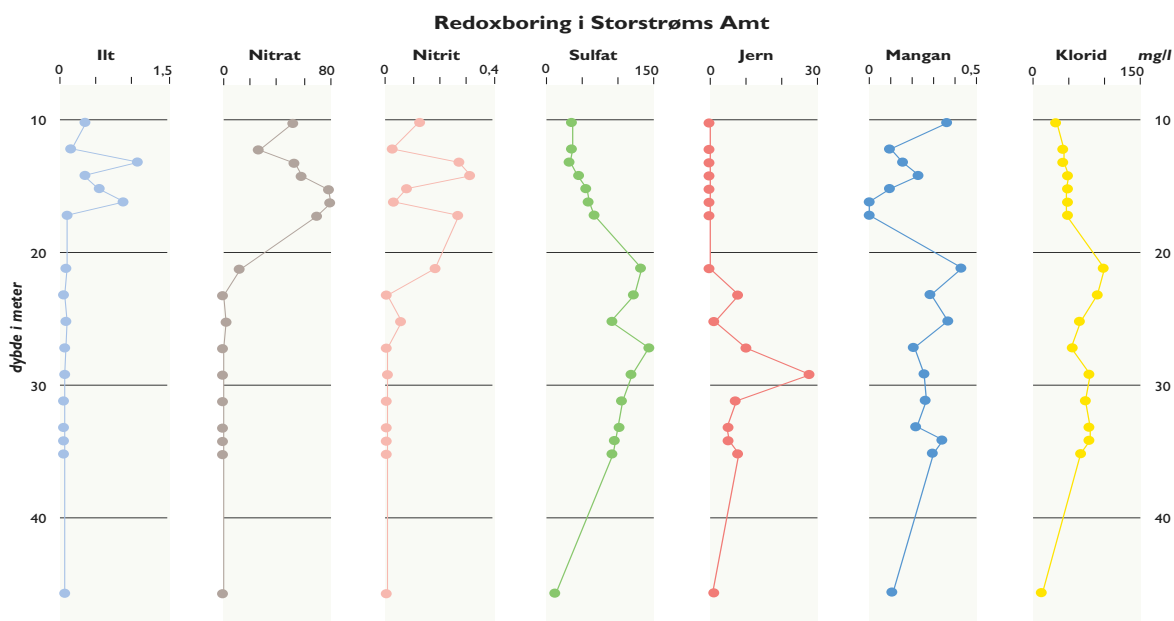 Redoxboring i Storstrøms Amt
Ilt Nitrat Nitrit Sulfat Jern Mangan Klorid mg/l
0 1,5 0 80 0 0,4 0 150 0 30 0 0,5 0 150
10 10
20 20
30 30
40 40
dybde i meter